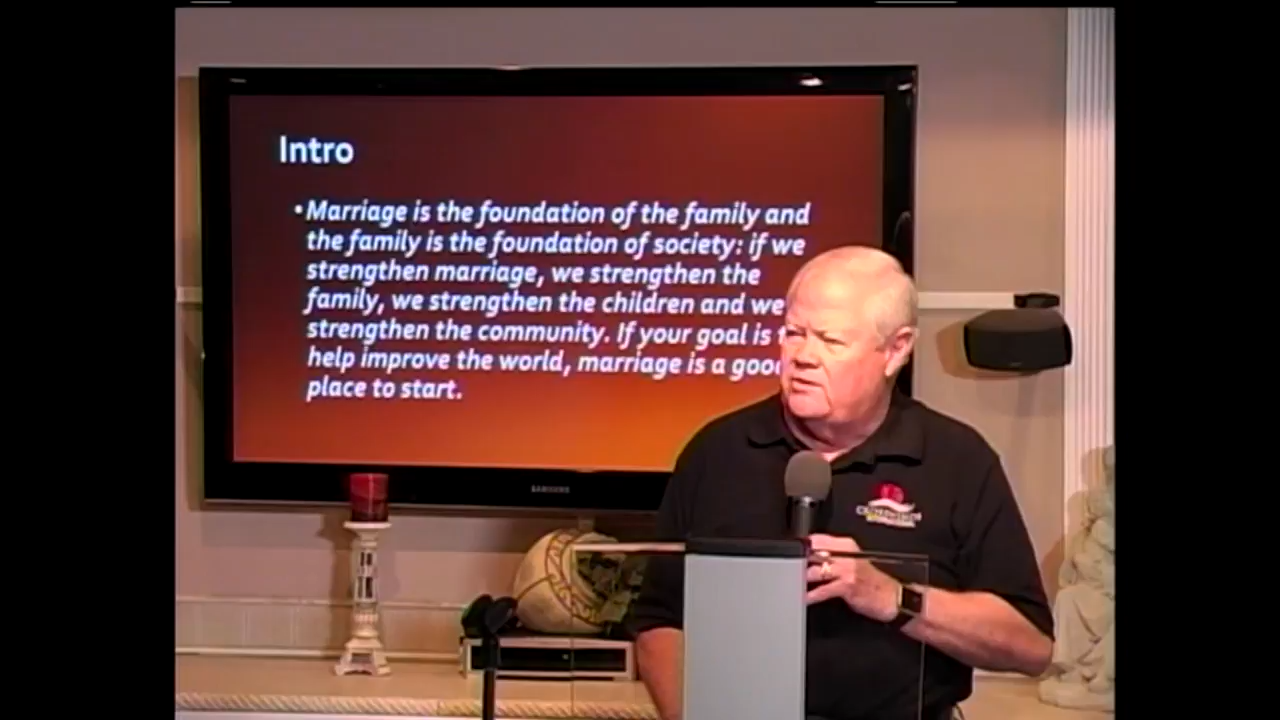 Intro
• Marriage is the foundation of the family and
the family is the foundation of society: if we
strengthen marriage, we strengthen the
family, we strengthen the children and we
strengthen the community. If your goal is
help improve the world, marriage is a
place to start.
SAMSUNG